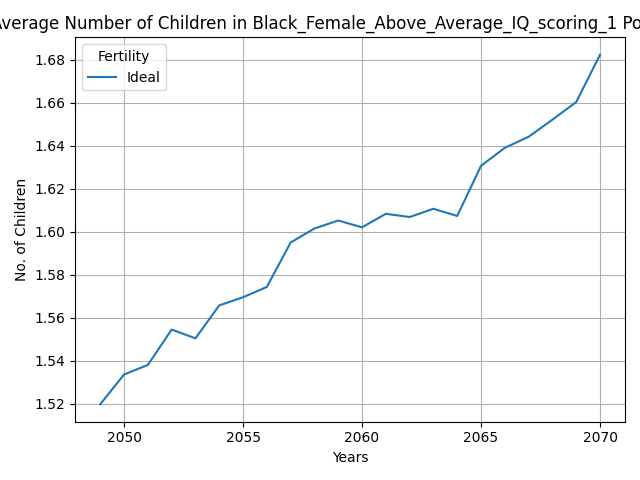 Average Number of Children in Black_Female_Above_Average_IQ_scoring_1 Po
Fertility
Ideal
1.68
1.66
1.64
1.62
1.60
1.58
1.56
1.54
1.52
No. of Children
2050 2055 2060 2065 2070
Years